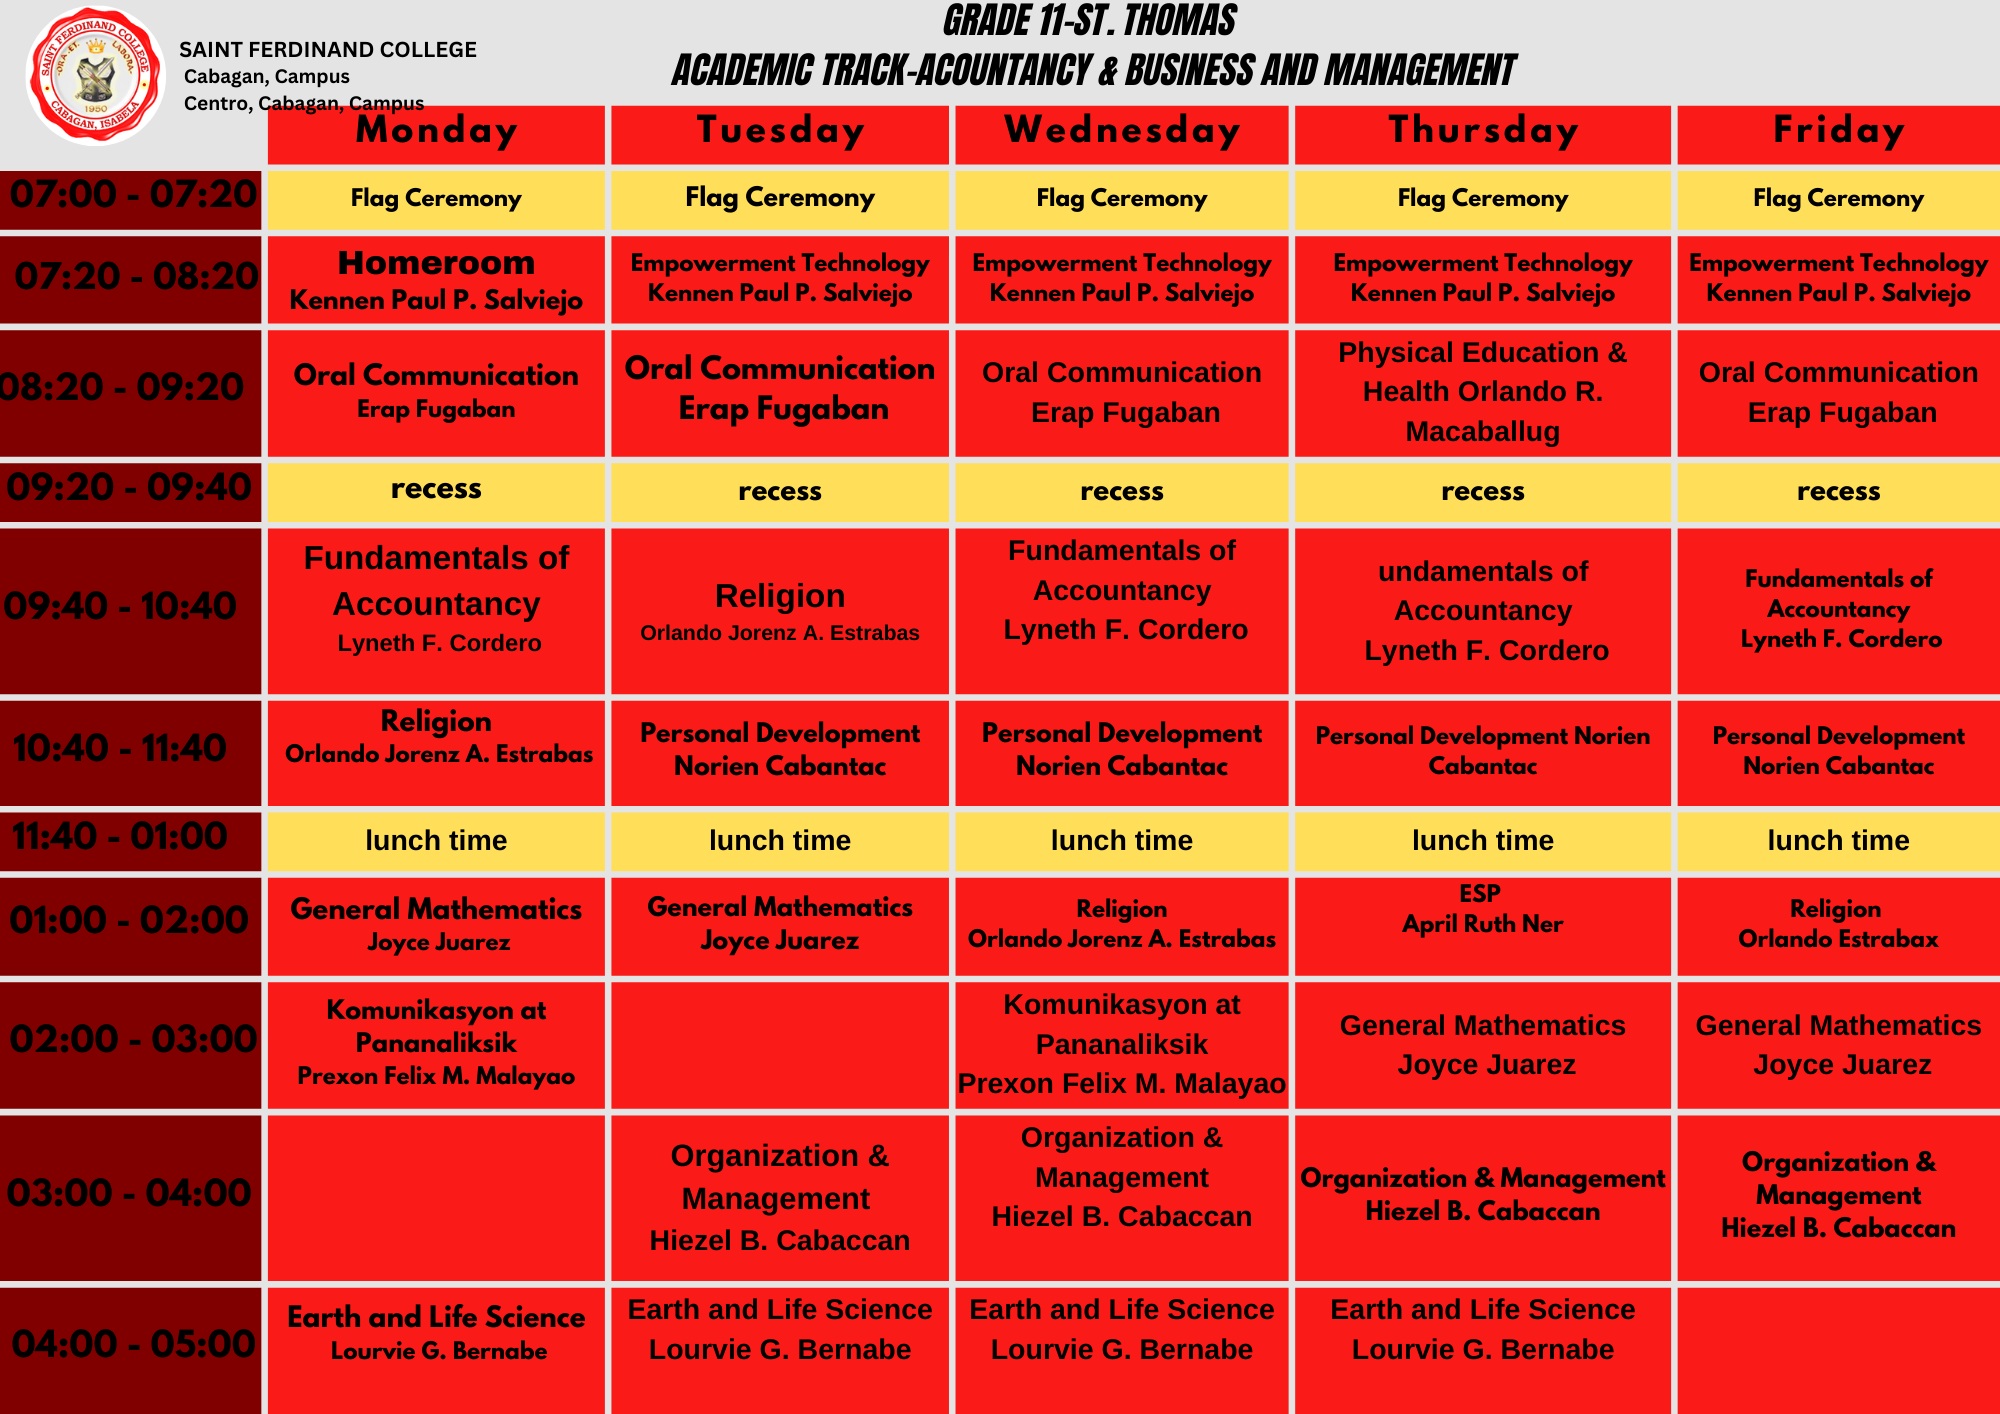 GRADE 11-ST. THOMAS
ACADEMIC TRACK-ACOUNTANCY & BUSINESS AND MANAGEMENT
SAINT FERDINAND COLLEGE
ORA ET LABORA
1950
CABAGAN, ISABELA
SAINT FERDINAND COLLEGE
Cabagan, Campus
Centro, Cabagan, Campus
Monday Tuesday Wednesday Thursday Friday
07:00 - 07:20
Flag Ceremony
Flag Ceremony
Flag Ceremony
Flag Ceremony
Flag Ceremony
07:20 - 08:20
Homeroom
Kennen Paul P. Salviejo
Empowerment Technology
Kennen Paul P. Salviejo
Empowerment Technology
Kennen Paul P. Salviejo
Empowerment Technology
Kennen Paul P. Salviejo
Empowerment Technology
Kennen Paul P. Salviejo
08:20 - 09:20
Oral Communication
Erap Fugaban
Oral Communication
Erap Fugaban
Oral Communication
Erap Fugaban
Physical Education &
Health Orlando R.
Macaballug
Oral Communication
Erap Fugaban
09:20 - 09:40
recess
recess
recess
recess
recess
09:40 - 10:40
Fundamentals of
Accountancy
Lyneth F. Cordero
Religion
Orlando Jorenz A. Estrabas
Fundamentals of
Accountancy
Lyneth F. Cordero
undamentals of
Accountancy
Lyneth F. Cordero
Fundamentals of
Accountancy
Lyneth F. Cordero
10:40 - 11:40
Religion
Orlando Jorenz A. Estrabas
Personal Development
Norien Cabantac
Personal Development
Norien Cabantac
Personal Development Norien
Cabantac
Personal Development
Norien Cabantac
11:40 - 01:00
lunch time
lunch time
lunch time
lunch time
lunch time
01:00 - 02:00
General Mathematics
Joyce Juarez
General Mathematics
Joyce Juarez
Religion
Orlando Jorenz A. Estrabas
ESP
April Ruth Ner
Religion
Orlando Estrabax
02:00 - 03:00
Komunikasyon at
Pananaliksik
Prexon Felix M. Malayao
Komunikasyon at
Pananaliksik
Prexon Felix M. Malayao
General Mathematics
Joyce Juarez
General Mathematics
Joyce Juarez
03:00 - 04:00
Organization &
Management
Hiezel B. Cabaccan
Organization &
Management
Hiezel B. Cabaccan
Organization & Management
Hiezel B. Cabaccan
Organization &
Management
Hiezel B. Cabaccan
04:00 - 05:00
Earth and Life Science
Lourvie G. Bernabe
Earth and Life Science
Lourvie G. Bernabe
Earth and Life Science
Lourvie G. Bernabe
Earth and Life Science
Lourvie G. Bernabe